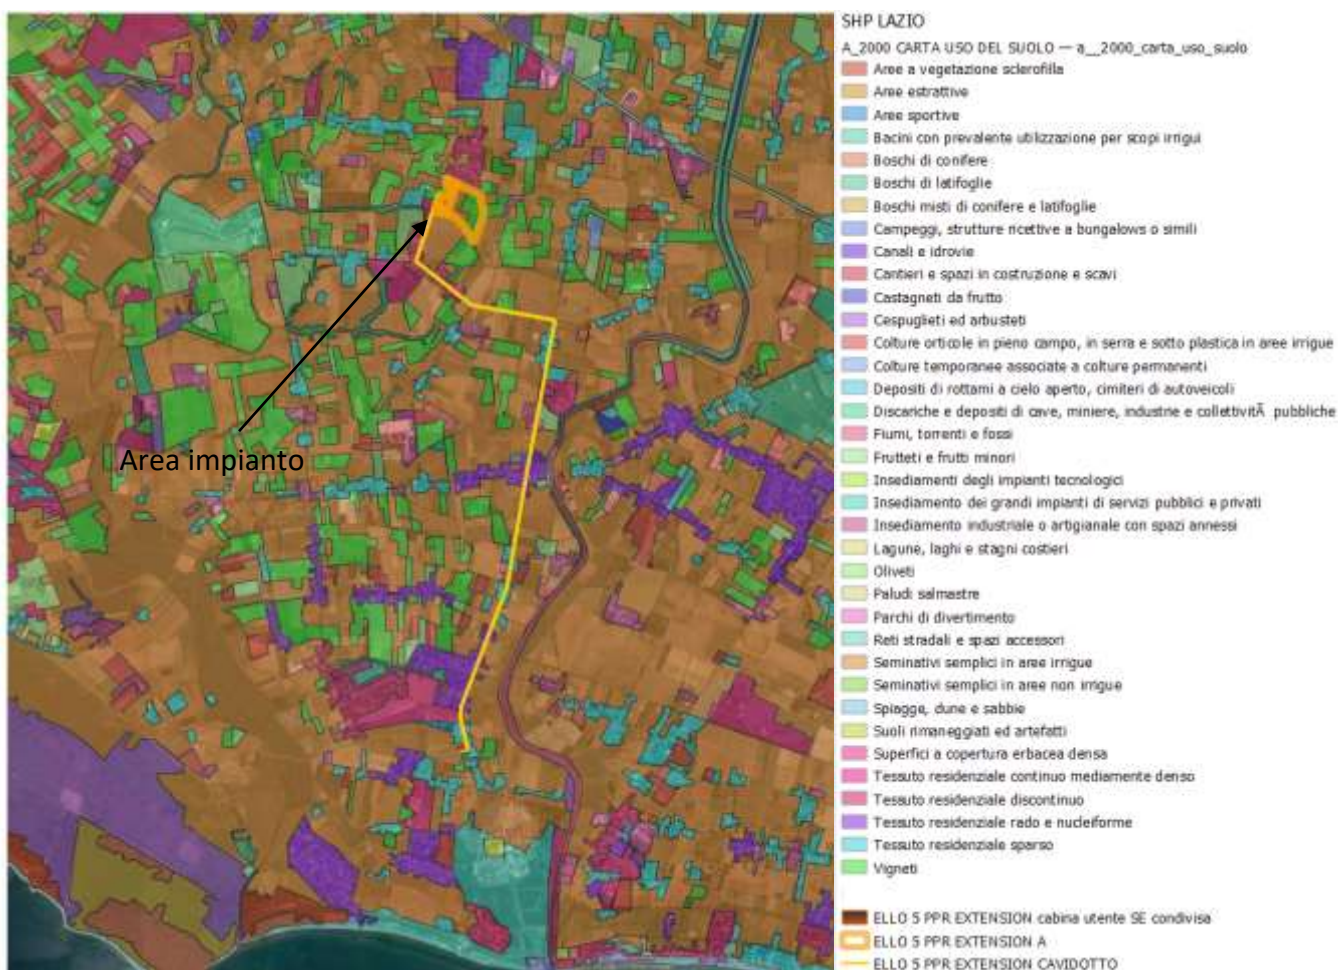 SHP LAZIO
A_2000 CARTA USO DEL SUOLO — a__2000_carta_uso_suolo
Aree a vegetazione sclerofilla
Aree estrattive
Aree sportive
Bacini con prevalente utilizzazione per scopi irrigui
Boschi di conifere
Boschi di latifoglie
Boschi misti di conifere e latifoglie
Campeggi, strutture ricettive a bungalows o simili
Canali e idrovie
Cantieri e spazi in costruzione e scavi
Castagneti da frutto
Cespuglieti ed arbusteti
Colture orticole in pieno campo, in serra e sotto plastica in aree irrigue
Colture temporanee associate a colture permanenti
Depositi di rottami a cielo aperto, cimiteri di autoveicoli
Discariche e depositi di cave, miniere, industrie e collettivitÃ pubbliche
Fiumi, torrenti e fossi
Frutteti e frutto minori
Insediamenti degli impianti tecnologici
Insediamento dei grandi impianti di servizi pubblici e privati
Insediamento industriale o artigianale con spazi annessi
Lagune, laghi e stagni costieri
Oliveti
Paludi salmastre
Parchi di divertimento
Reti stradali e spazi accessori
Seminativi semplici in aree irrigue
Seminativi semplici in aree non irrigue
Spiagge, dune e sabbie
Suoli rimaneggiati ed artefatti
Superfici a copertura erbacea densa
Tessuto residenziale continuo mediamente denso
Tessuto residenziale discontinuo
Tessuto residenziale rado e nucleiforme
Tessuto residenziale sparso
Vigneti
ELLO 5 PPR EXTENSION cabina utente SE condivisa
ELLO 5 PPR EXTENSION A
ELLO 5 PPR EXTENSION CAVIDOTTO
Area impianto